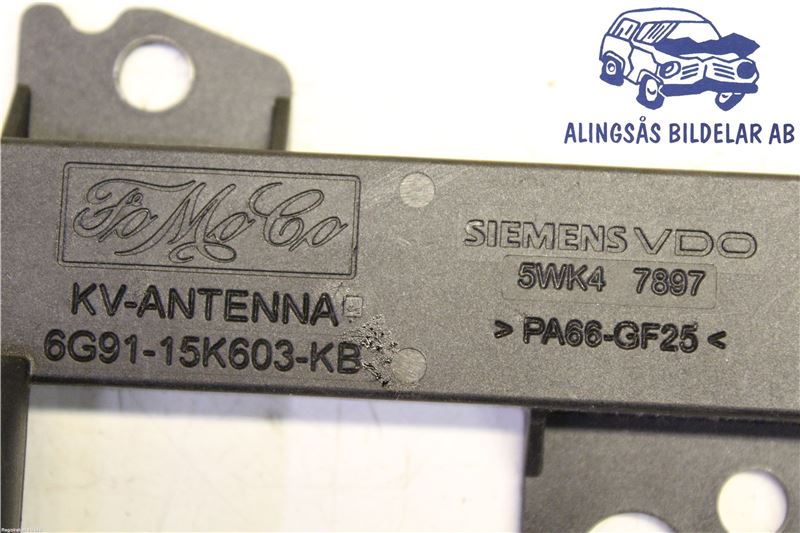 ALINGSÅS BILDELAR AB
FoMoCo
SIEMENS VDO
5WK4 7897
KV-ANTENNA
>PA66-GF25<
6G91-15K603-KB